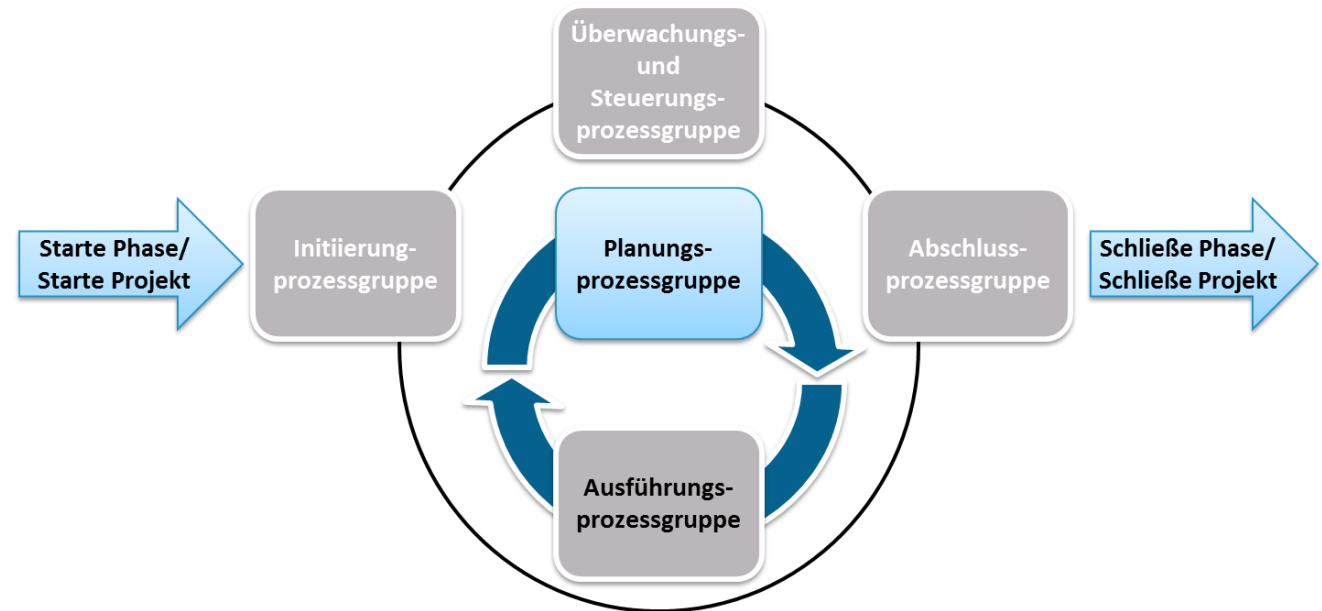 Überwachungs-
und
Steuerungs-
prozessgruppe
Starte Phase/
Starte Projekt
Initiierung-
prozessgruppe
Planungs-
prozessgruppe
Abschluss-
prozessgruppe
Schließe Phase/
Schließe Projekt
Ausführungs-
prozessgruppe